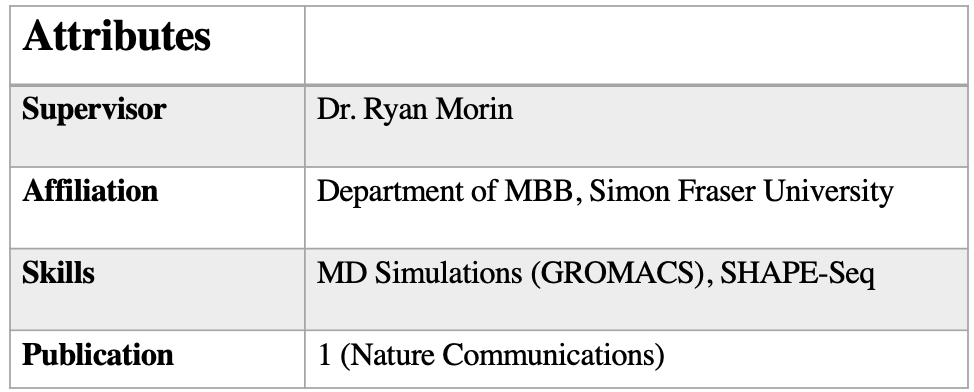 Attributes
Supervisor Dr. Ryan Morin
Affiliation Department of MBB, Simon Fraser University
Skills MD Simulations (GROMACS), SHAPE-Seq
Publication 1 (Nature Communications)